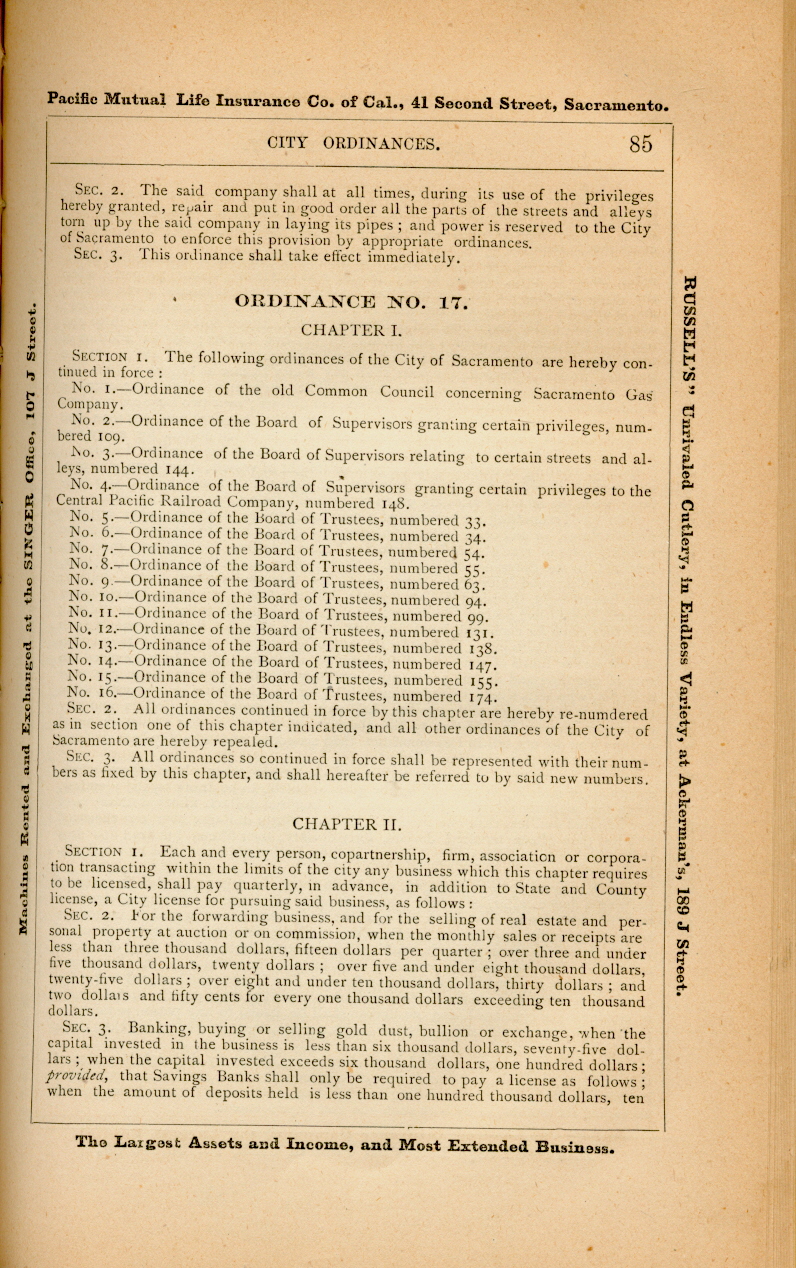 Pacific Mutual Life Insurance Co. of Cal., 41 Second Street, Sacramento.
CITY ORDINANCES. 85
SEC. 2. The said company shall at all times, during its use of the privileges
hereby granted, repair and put in good order all the parts of the streets and alleys
torn up by the said company in laying its pipes ; and power is reserved to the City
of Sacramento to enforce this provision by appropriate ordinances.
SEC. 3. This ordinance shall take effect immediately.
ORDINANCE NO. 17.
CHAPTER I.
SECTION 1. The following ordinances of the City of Sacramento are hereby con-
tinued in force :
No. 1.—Ordinance of the old Common Council concerning Sacramento Gas
Company.
No. 2.—Ordinance of the Board of Supervisors granting certain privileges, num-
bered 109.
No. 3.—Ordinance of the Board of Supervisors relating to certain streets and al-
leys, numbered 144.
No. 4.—Ordinance of the Board of Supervisors granting certain privileges to the
Central Pacific Railroad Company, numbered 148.
No. 5.—Ordinance of the Board of Trustees, numbered 33.
No. 6.—Ordinance of the Board of Trustees, numbered 34.
No. 7.—Ordinance of the Board of Trustees, numbered 54.
No. 8.—Ordinance of the Board of Trustees, numbered 55.
No. 9.—Ordinance of the Board of Trustees, numbered 63.
No. 10.—Ordinance of the Board of Trustees, numbered 94.
No. 11.—Ordinance of the Board of Trustees, numbered 99.
No. 12.—Ordinance of the Board of Trustees, numbered 131.
No. 13.—Ordinance of the Board of Trustees, numbered 138.
No. 14.—Ordinance of the Board of Trustees, numbered 147.
No. 15.—Ordinance of the Board of Trustees, numbered 155.
No. 16.—Ordinance of the Board of Trustees, numbered 174.
SEC. 2. All ordinances continued in force by this chapter are hereby re-numdered
as in section one of this chapter indicated, and all other ordinances of the City of
Sacramento are hereby repealed.
SEC. 3. All ordinances so continued in force shall be represented with their num-
bers as fixed by this chapter, and shall hereafter be referred to by said new numbers.
CHAPTER II.
SECTION 1. Each and every person, copartnership, firm, association or corpora-
tion transacting within the limits of the city any business which this chapter requires
to be licensed, shall pay quarterly, in advance, in addition to State and County
license, a City license for pursuing said business, as follows :
SEC. 2. For the forwarding business, and for the selling of real estate and per-
sonal property at auction or on commission, when the monthly sales or receipts are
less than three thousand dollars, fifteen dollars per quarter ; over three and under
five thousand dollars, twenty dollars ; over five and under eight thousand dollars,
twenty-five dollars ; over eight and under ten thousand dollars, thirty dollars ; and
two dollars and fifty cents for every one thousand dollars exceeding ten thousand
dollars.
SEC. 3. Banking, buying or selling gold dust, bullion or exchange, when the
capital invested in the business is less than six thousand dollars, seventy-five dol-
lars ; when the capital invested exceeds six thousand dollars, one hundred dollars ;
provided, that Savings Banks shall only be required to pay a license as follows ;
when the amount of deposits held is less than one hundred thousand dollars, ten
The Largest Assets and Income, and Most Extended Business.
Machines Rented and Exchanged at the SINGER Office, 107 J Street.
RUSSELL'S" Unrivaled Cutlery, in Endless Variety, at Ackerman's, 189 J Street.